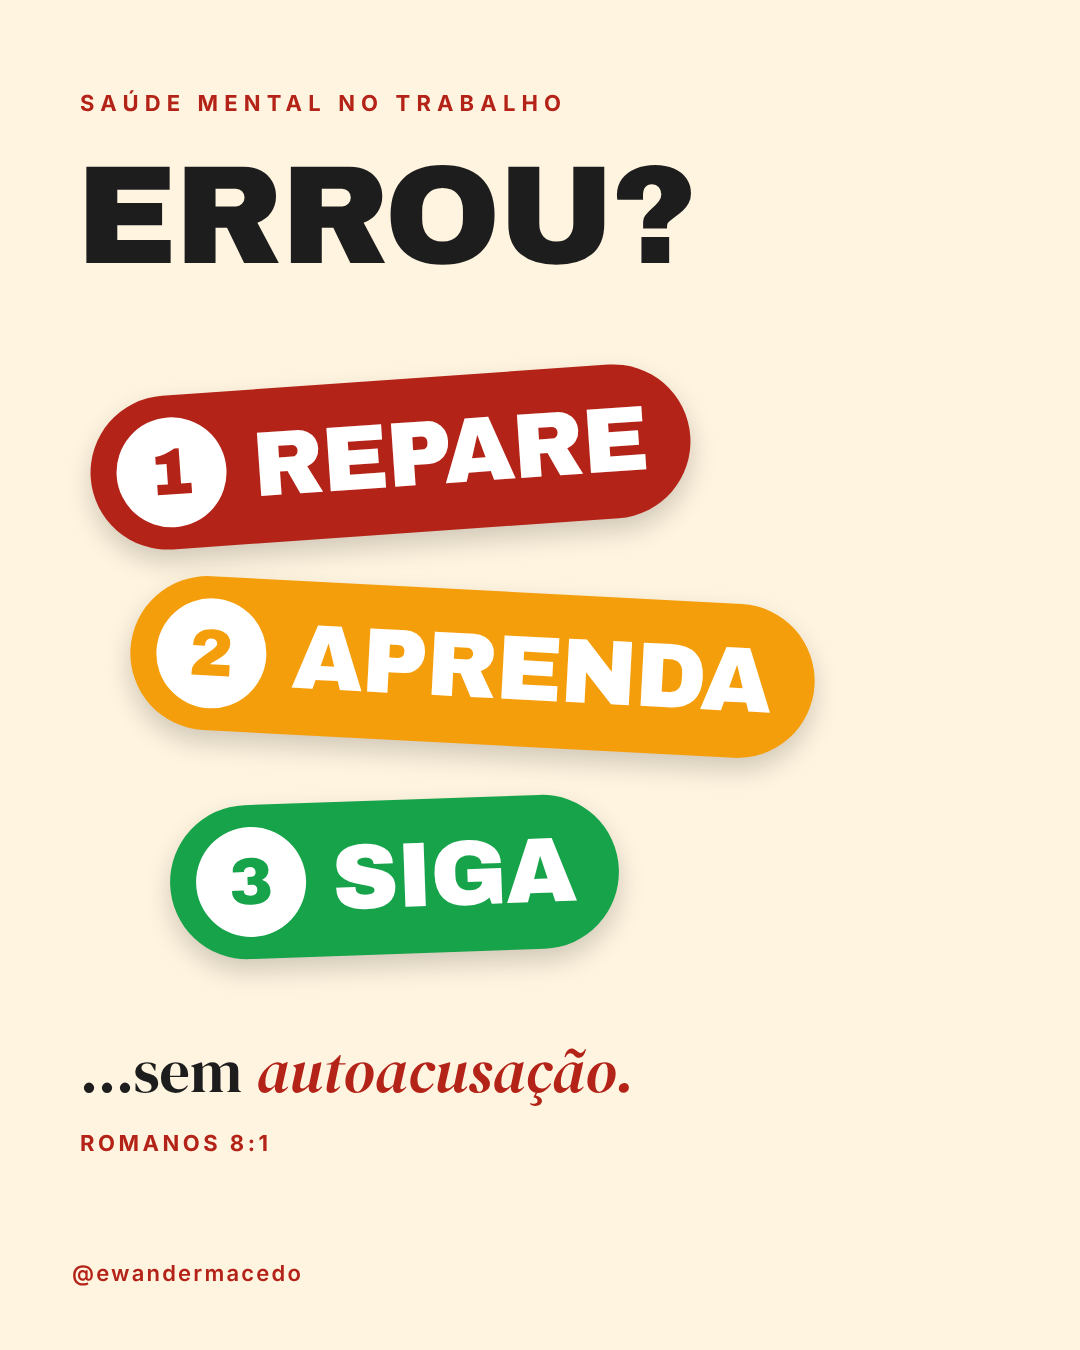 SAÚDE MENTAL NO TRABALHO
ERROU?
1 REPARE
2 APRENDA
3 SIGA
...sem autoacusação.
ROMANOS 8:1
@ewandermacedo